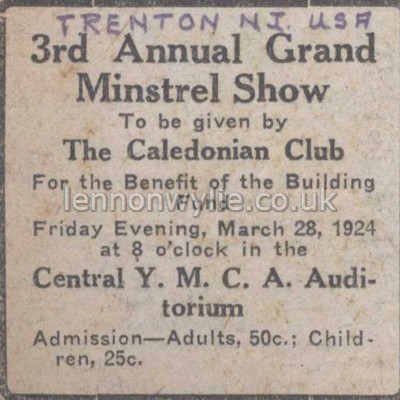 TRENTON N.J. USA
3rd Annual Grand
Minstrel Show
To be given by
The Caledonian Club
For the Benefit of the Building
Fund
lennonwylie.co.uk
Friday Evening, March 28, 1924
at 8 o'clock in the
Central Y. M. C. A. Audi-
torium
Admission—Adults, 50c.; Child-
ren, 25c.